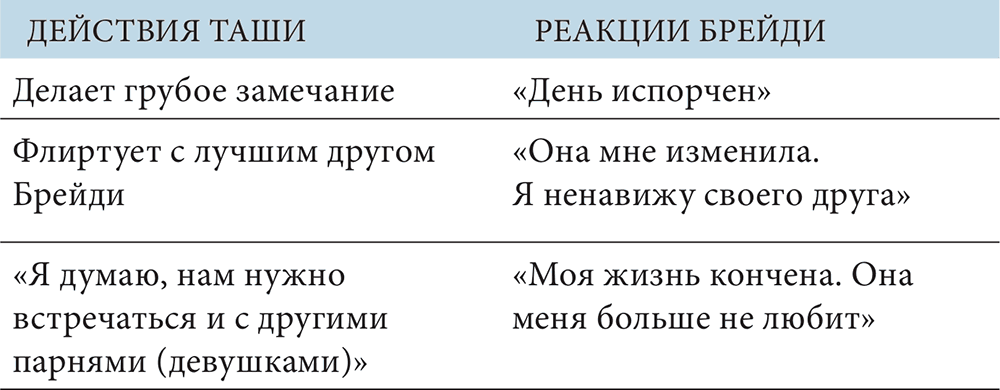 ДЕЙСТВИЯ ТАШИ
РЕАКЦИИ БРЕЙДИ
Делает грубое замечание
«День испорчен»
Флиртует с лучшим другом
Брейди
«Она мне изменила.
Я ненавижу своего друга»
«Я думаю, нам нужно
встречаться и с другими
парнями (девушками)»
«Моя жизнь кончена. Она
меня больше не любит»